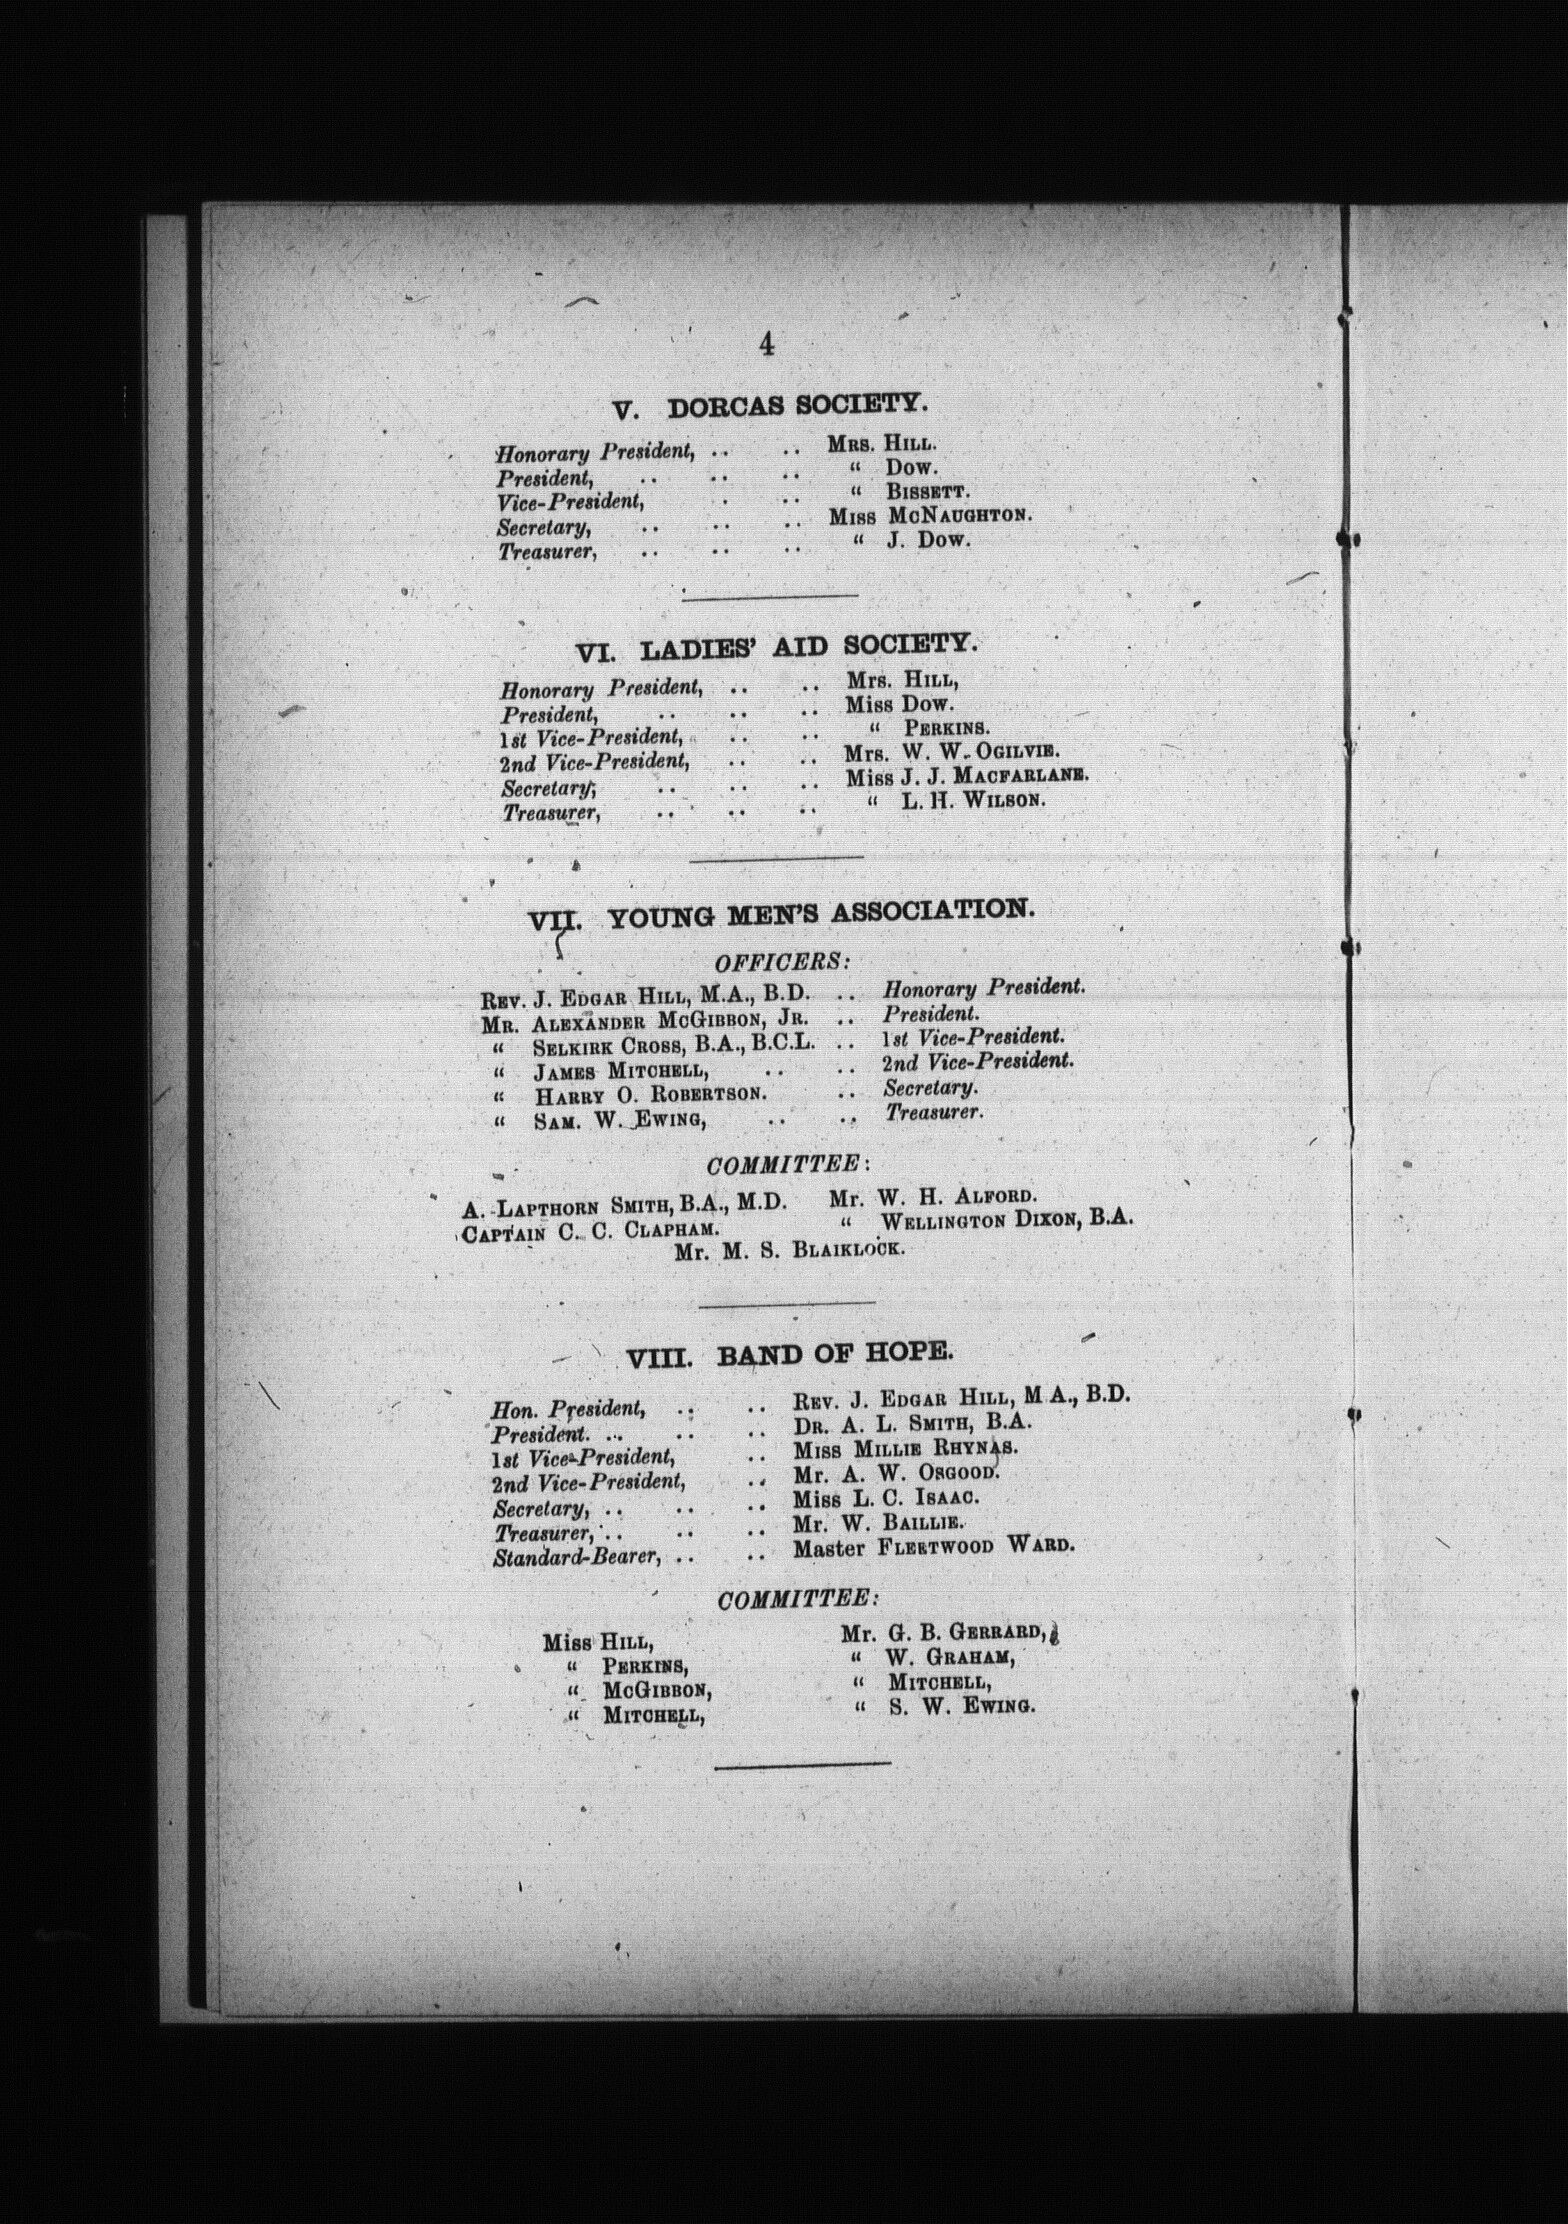 4
V. DORCAS SOCIETY.
Honorary President, .. .. MRS. HILL.
President, .. .. .. “ DOW.
Vice-President, . .. “ BISSETT.
Secretary, .. .. .. MISS MCNAUGHTON.
Treasurer, .. .. .. “ J. DOW.
VI. LADIES' AID SOCIETY.
Honorary President, .. .. Mrs. HILL,
President, .. .. .. Miss DOW.
1st Vice-President, .. .. “ PERKINS.
2nd Vice-President, .. .. Mrs. W. W. OGILVIE.
Secretary, .. .. .. Miss J. J. MACFARLANE.
Treasurer, .. .. .. “ L. H. WILSON.
VII. YOUNG MEN'S ASSOCIATION.
OFFICERS:
REV. J. EDGAR HILL, M.A., B.D. .. Honorary President.
MR. ALEXANDER MCGIBBON, JR. .. President.
“ SELKIRK CROSS, B.A., B.C.L. .. 1st Vice-President.
“ JAMES MITCHELL, .. .. 2nd Vice-President.
“ HARRY O. ROBERTSON. .. Secretary.
“ SAM. W. EWING, .. .. Treasurer.
COMMITTEE:
A. LAPTHORN SMITH, B.A., M.D. Mr. W. H. ALFORD.
CAPTAIN C. C. CLAPHAM. “ WELLINGTON DIXON, B.A.
Mr. M. S. BLAIKLOCK.
VIII. BAND OF HOPE.
Hon. President, .. .. REV. J. EDGAR HILL, M A., B.D.
President. .. .. .. DR. A. L. SMITH, B.A.
1st Vice-President, .. MISS MILLIE RHYNAS.
2nd Vice-President, .. Mr. A. W. OSGOOD.
Secretary, .. .. .. Miss L. C. ISAAC.
Treasurer, .. .. .. Mr. W. BAILLIE.
Standard-Bearer, .. .. Master FLEETWOOD WARD.
COMMITTEE:
Miss HILL, Mr. G. B. GERRARD,
“ PERKINS, “ W. GRAHAM,
“ MCGIBBON, “ MITCHELL,
“ MITCHELL, “ S. W. EWING.